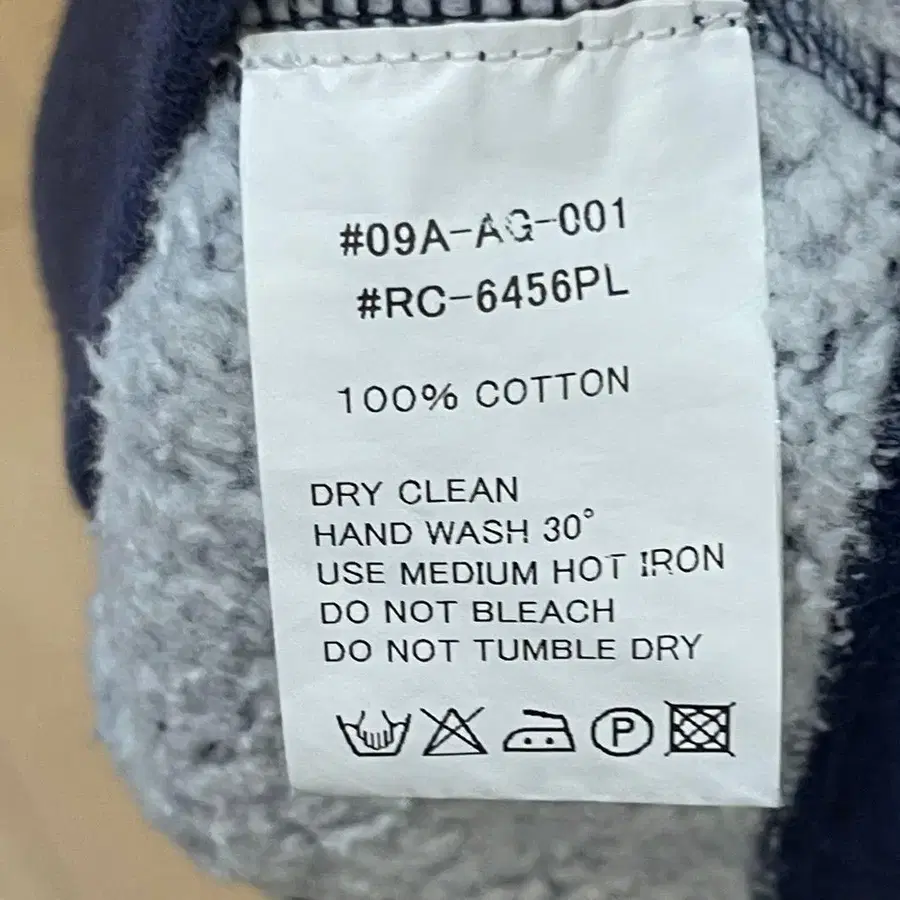 #09A-AG-001
#RC-6456PL
100% COTTON
DRY CLEAN
HAND WASH 30°
USE MEDIUM HOT IRON
DO NOT BLEACH
DO NOT TUMBLE DRY
P